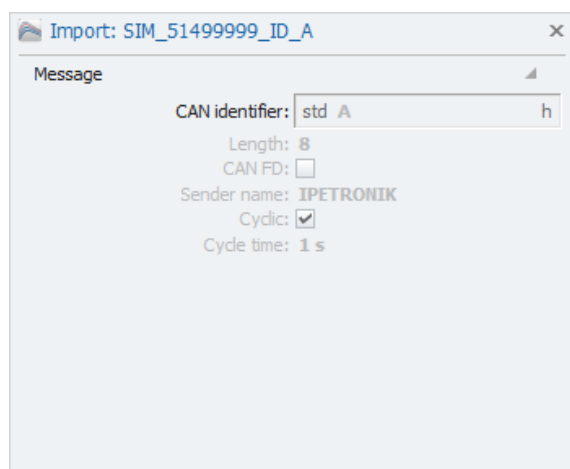 Import: SIM_51499999_ID_A
Message
CAN identifier: std A h
Length: 8
CAN FD:
Sender name: IPETRONIK
Cyclic:
Cycle time: 1 s